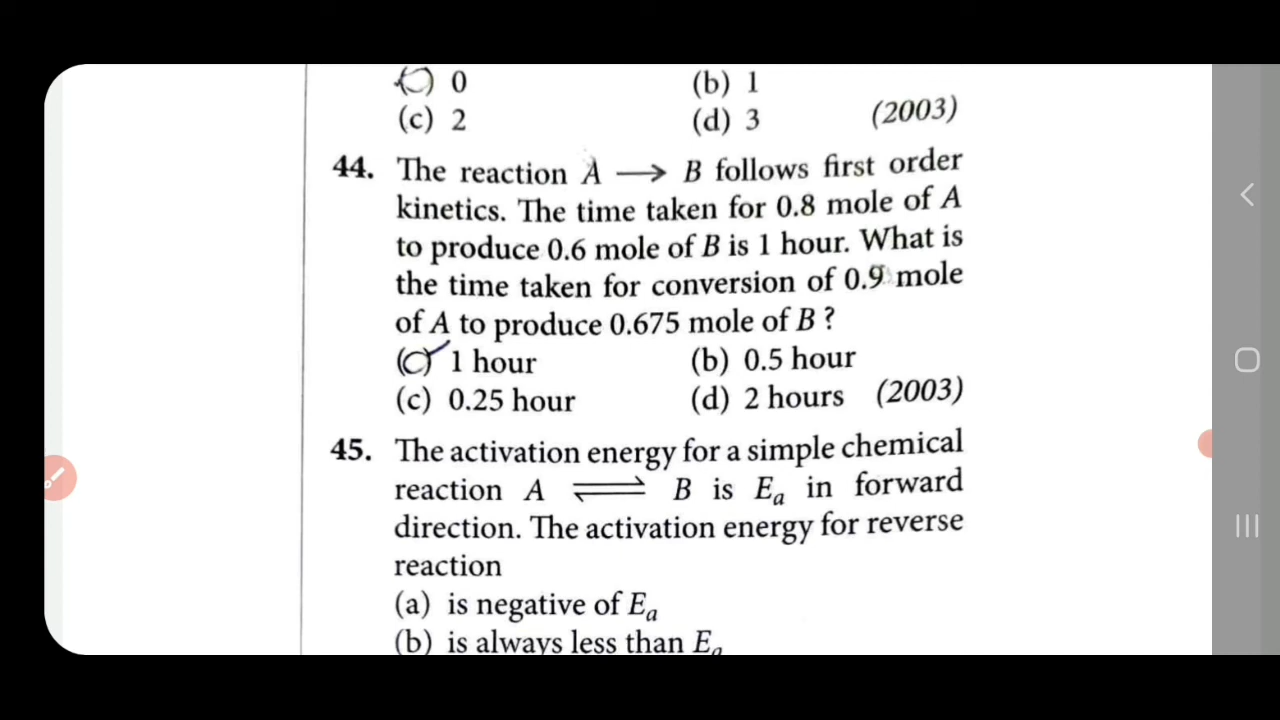 0 (b) 1
(c) 2 (d) 3 (2003)
44. The reaction A ⟶ B follows first order
kinetics. The time taken for 0.8 mole of A
to produce 0.6 mole of B is 1 hour. What is
the time taken for conversion of 0.9 mole
of A to produce 0.675 mole of B ?
1 hour (b) 0.5 hour
(c) 0.25 hour (d) 2 hours (2003)
45. The activation energy for a simple chemical
reaction A ⇌ B is Eₐ in forward
direction. The activation energy for reverse
reaction
(a) is negative of Eₐ
(b) is always less than Eₐ